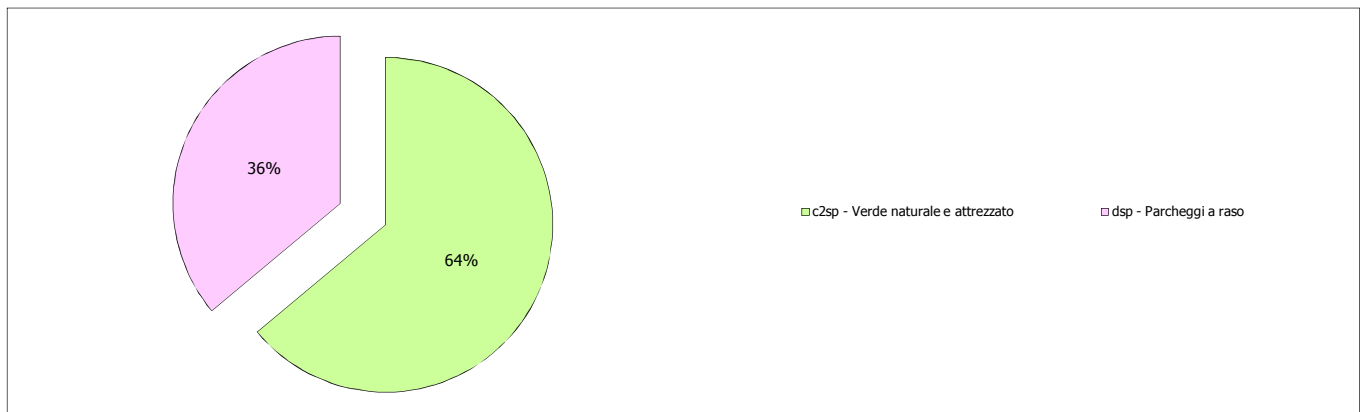 36%
64%
c2sp - Verde naturale e attrezzato
dsp - Parcheggi a raso